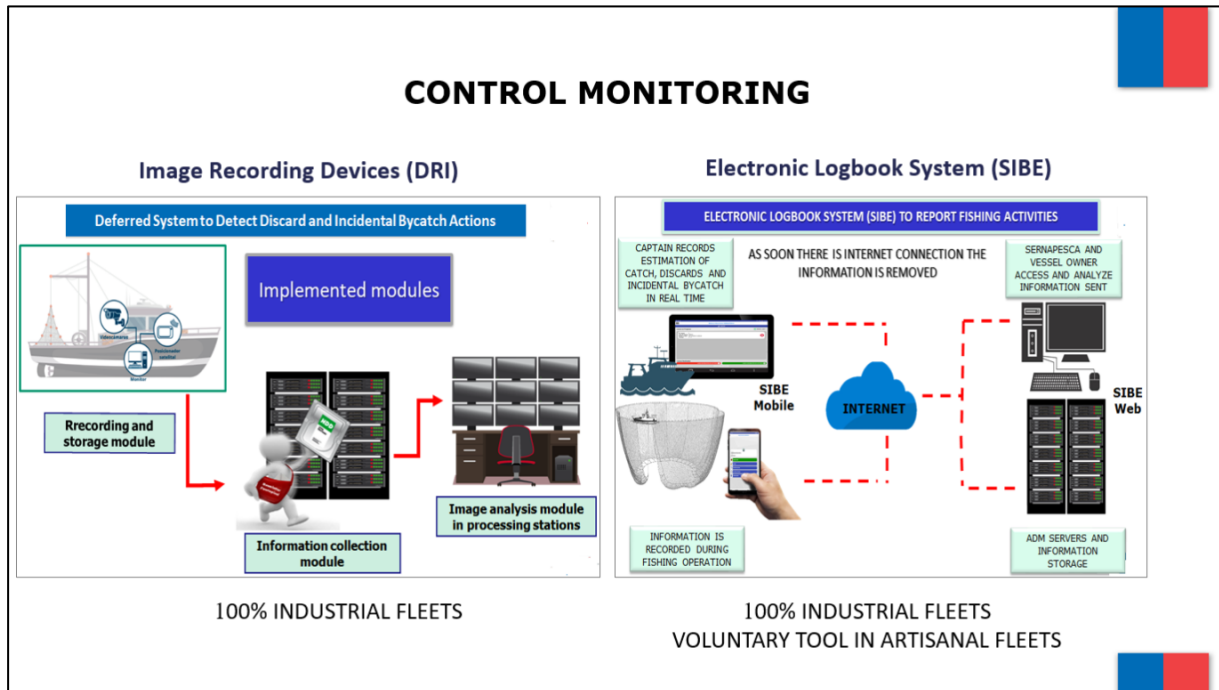 CONTROL MONITORING
Image Recording Devices (DRI)
Deferred System to Detect Discard and Incidental Bycatch Actions
Implemented modules
Videocameras
Monitor
Rrecording and
storage module
Information collection
module
Image analysis module
in processing stations
100% INDUSTRIAL FLEETS
Electronic Logbook System (SIBE)
ELECTRONIC LOGBOOK SYSTEM (SIBE) TO REPORT FISHING ACTIVITIES
CAPTAIN RECORDS
ESTIMATION OF
CATCH, DISCARDS AND
INCIDENTAL BYCATCH
IN REAL TIME
AS SOON THERE IS INTERNET CONNECTION THE
INFORMATION IS REMOVED
SERNAPESCA AND
VESSEL OWNER
ACCESS AND ANALYZE
INFORMATION SENT
SIBE
Mobile
INTERNET
SIBE
Web
INFORMATION IS
RECORDED DURING
FISHING OPERATION
ADM SERVERS AND
INFORMATION
STORAGE
100% INDUSTRIAL FLEETS
VOLUNTARY TOOL IN ARTISANAL FLEETS